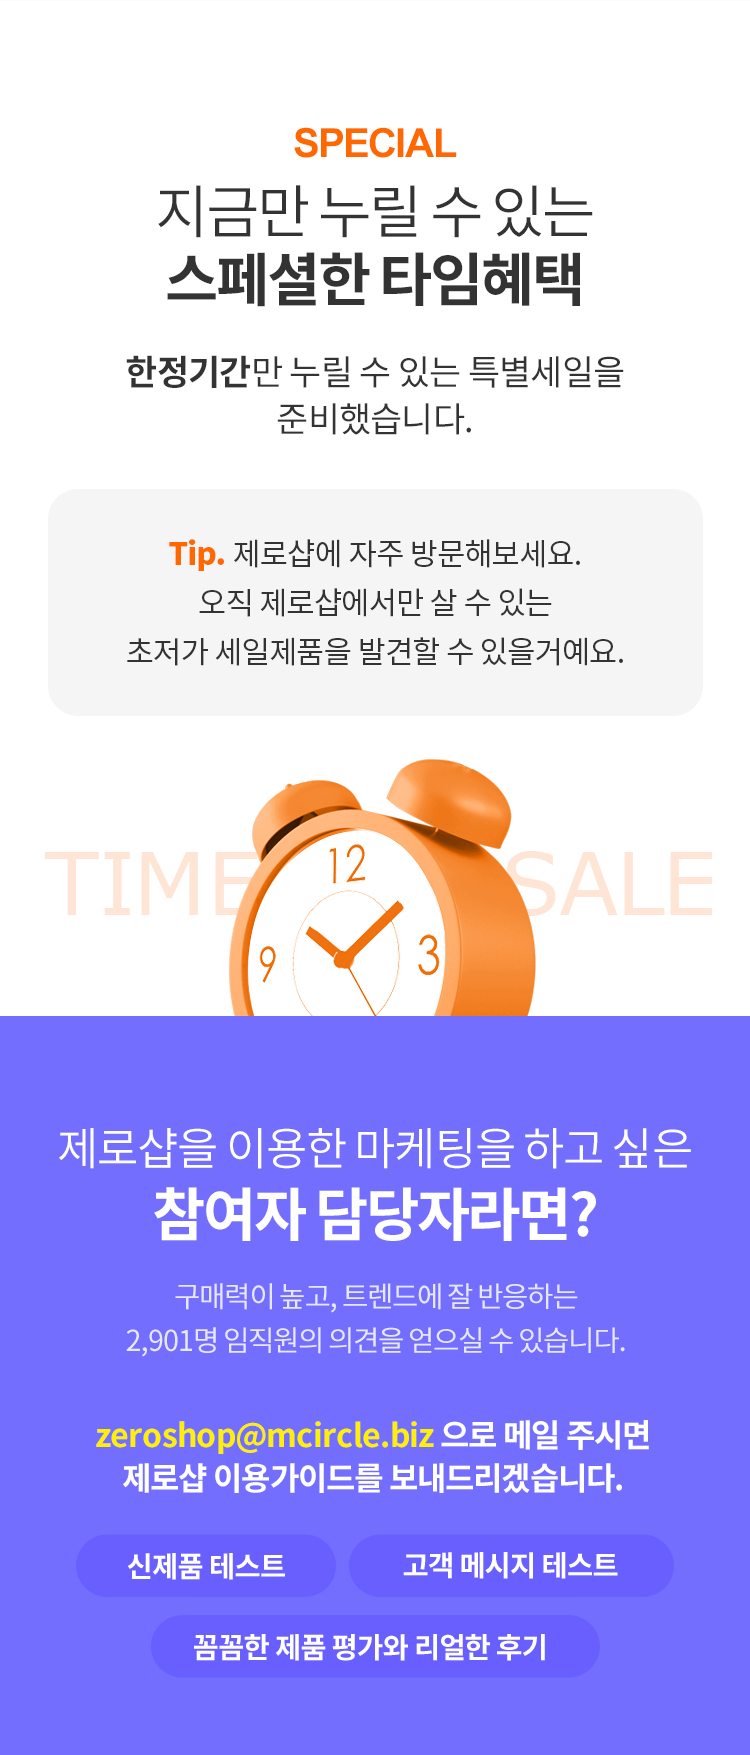 SPECIAL
지금만 누릴 수 있는
스페셜한 타임혜택
한정기간만 누릴 수 있는 특별세일을
준비했습니다.
Tip. 제로샵에 자주 방문해보세요.
오직 제로샵에서만 살 수 있는
초저가 세일제품을 발견할 수 있을거예요.
TIME SALE
12
9 3
제로샵을 이용한 마케팅을 하고 싶은
참여자 담당자라면?
구매력이 높고, 트렌드에 잘 반응하는
2,901명 임직원의 의견을 얻으실 수 있습니다.
zeroshop@mcircle.biz 으로 메일 주시면
제로샵 이용가이드를 보내드리겠습니다.
신제품 테스트 고객 메시지 테스트
꼼꼼한 제품 평가와 리얼한 후기